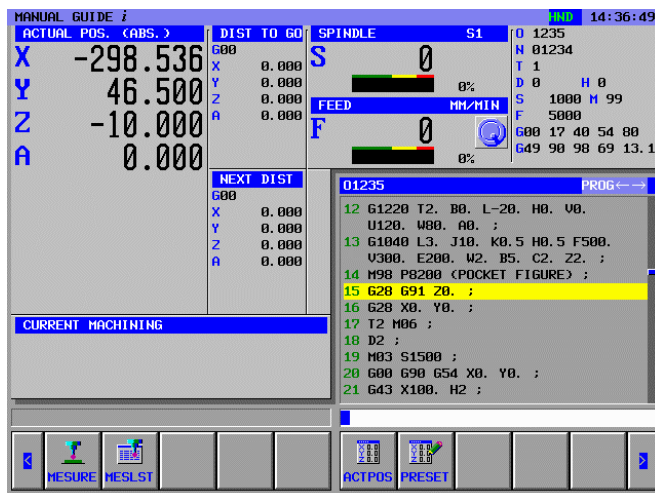 MANUAL GUIDE i HND 14:36:49
ACTUAL POS. (ABS.)
X -298.536
Y 46.500
Z -10.000
A 0.000
DIST TO GO
G00
X 0.000
Y 0.000
Z 0.000
A 0.000
SPINDLE S1
S 0
0%
FEED MM/MIN
F 0
0%
O 1235
N 01234
T 1
D 0 H 0
S 1000 M 99
F 5000
G00 17 40 54 80
G49 90 98 69 13.1
NEXT DIST
G00
X 0.000
Y 0.000
Z 0.000
A 0.000
CURRENT MACHINING
O1235 PROG←→
12 G1220 T2. B0. L-20. H0. V0.
U120. W80. A0. ;
13 G1040 L3. J10. K0.5 H0.5 F500.
V300. E200. W2. B5. C2. Z2. ;
14 M98 P8200 (POCKET FIGURE) ;
15 G28 G91 Z0. ;
16 G28 X0. Y0. ;
17 T2 M06 ;
18 D2 ;
19 M03 S1500 ;
20 G00 G90 G54 X0. Y0. ;
21 G43 X100. H2 ;
< MESURE MESLST ACTPOS PRESET >